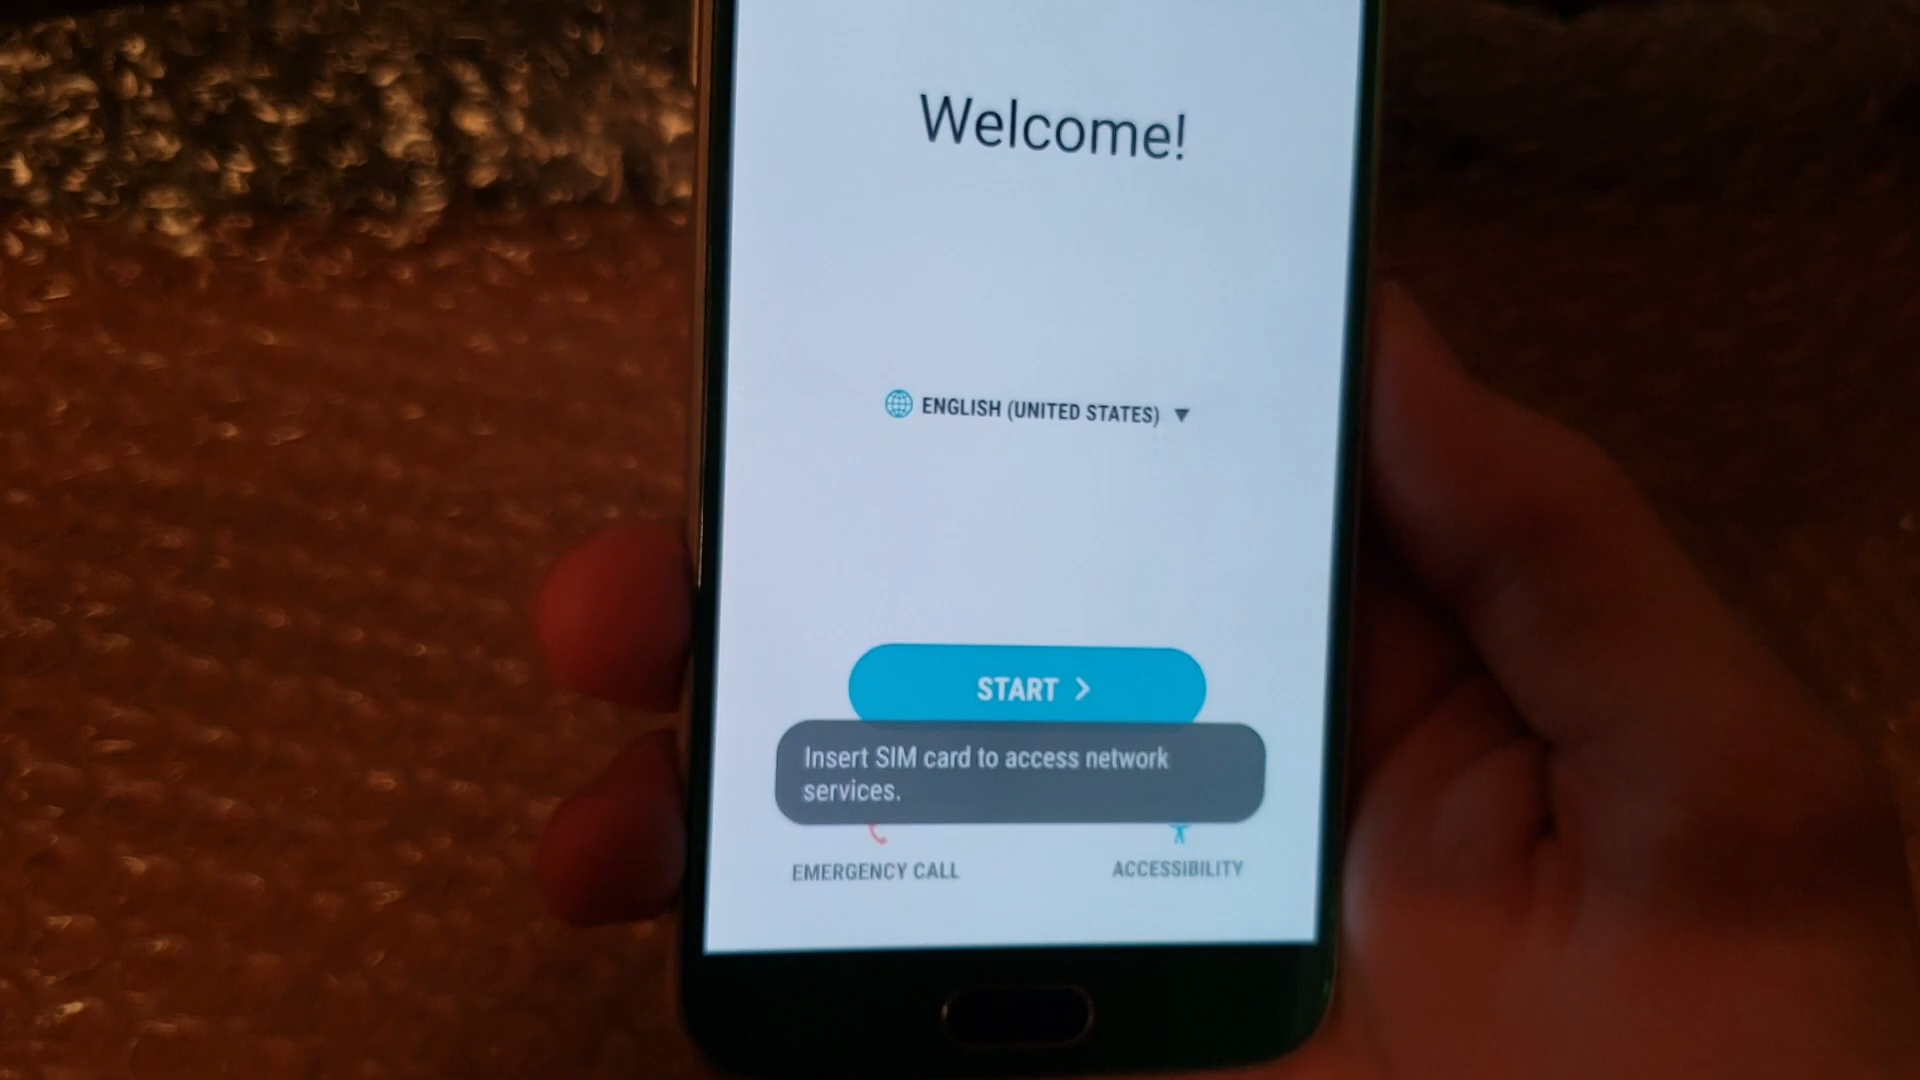 Welcome!
ENGLISH (UNITED STATES)
START
Insert SIM card to access network
services.
EMERGENCY CALL
ACCESSIBILITY